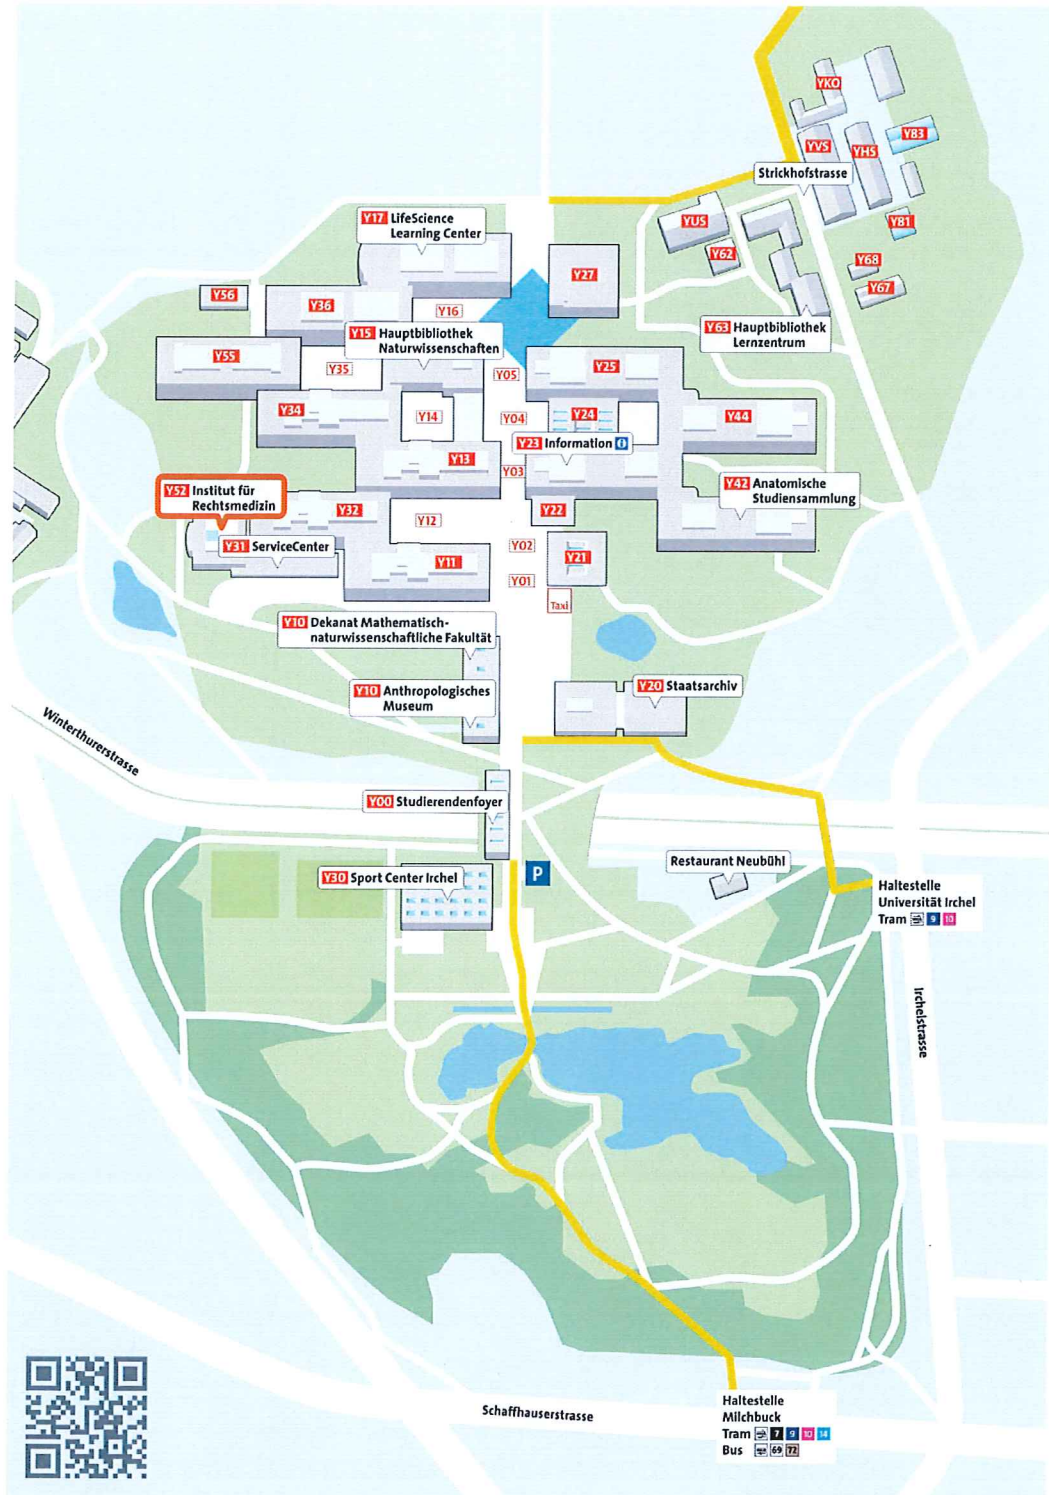 YKO
YVS
YHS
YB3
Strickhofstrasse
YB1
YUS
Y62
Y68
Y67
Y17 LifeScience
Learning Center
Y27
Y56
Y36
Y16
Y63 Hauptbibliothek
Lernzentrum
Y15 Hauptbibliothek
Naturwissenschaften
Y55
Y35
Y05
Y25
Y34
Y14
Y04
Y24
Y44
Y23 Information i
Y13
Y03
Y52 Institut für
Rechtsmedizin
Y42 Anatomische
Studiensammlung
Y32
Y12
Y22
Y31 ServiceCenter
Y02
Y11
Y21
Y01
Taxi
Y10 Dekanat Mathematisch-
naturwissenschaftliche Fakultät
Y10 Anthropologisches
Museum
Y20 Staatsarchiv
Winterthurerstrasse
Y00 Studierendenfoyer
P
Y30 Sport Center Irchel
Restaurant Neubühl
Haltestelle
Universität Irchel
Tram 9 10
Irchelstrasse
Schaffhauserstrasse
Haltestelle
Milchbuck
Tram 7 9 10 14
Bus 69 72